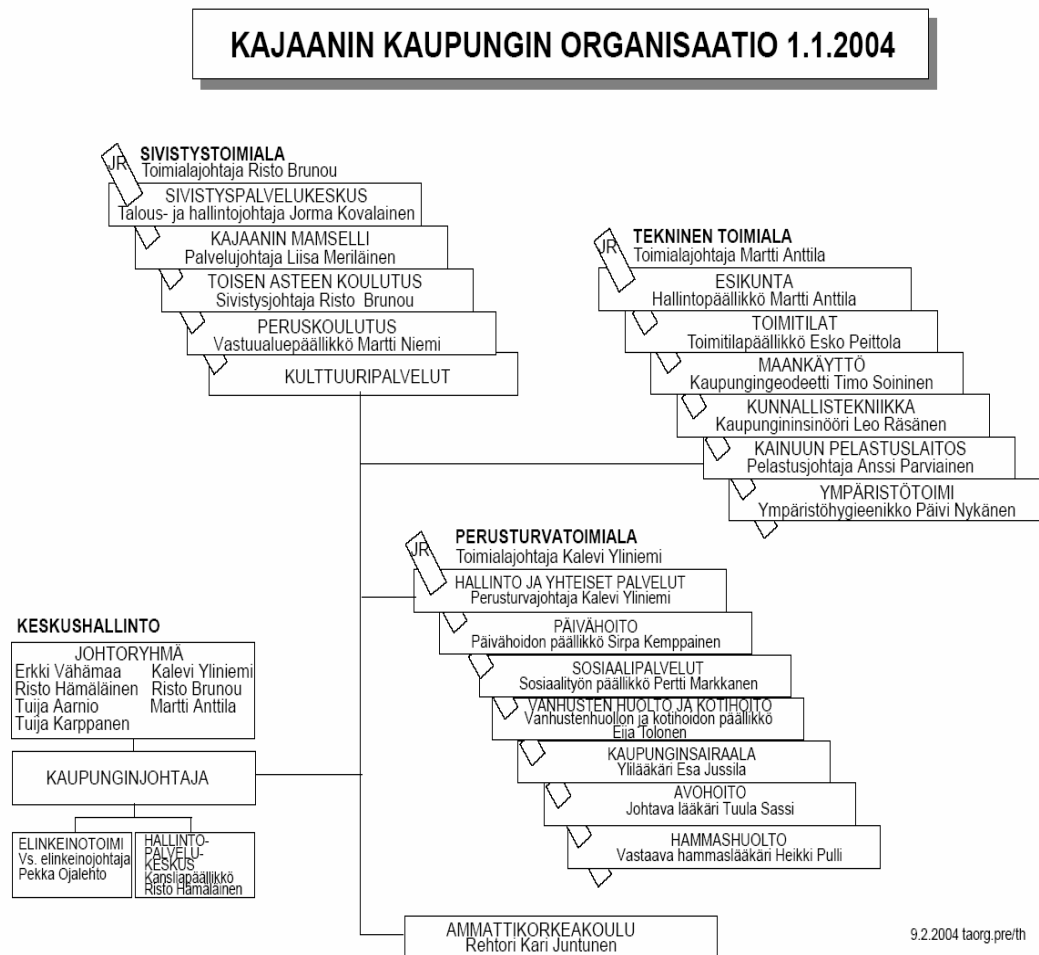 KAJAANIN KAUPUNGIN ORGANISAATIO 1.1.2004
JR
SIVISTYSTOIMIALA
Toimialajohtaja Risto Brunou
SIVISTYSPALVELUKESKUS
Talous- ja hallintojohtaja Jorma Kovalainen
KAJAANIN MAMSELLI
Palvelujohtaja Liisa Meriläinen
TOISEN ASTEEN KOULUTUS
Sivistysjohtaja Risto Brunou
PERUSKOULUTUS
Vastuualuepäällikkö Martti Niemi
KULTTUURIPALVELUT
JR
TEKNINEN TOIMIALA
Toimialajohtaja Martti Anttila
ESIKUNTA
Hallintopäällikkö Martti Anttila
TOIMITILAT
Toimitilapäällikkö Esko Peittola
MAANKÄYTTÖ
Kaupungingeodeetti Timo Soininen
KUNNALLISTEKNIIKKA
Kaupungininsinööri Leo Räsänen
KAINUUN PELASTUSLAITOS
Pelastusjohtaja Anssi Parviainen
YMPÄRISTÖTOIMI
Ympäristöhygieenikko Päivi Nykänen
JR
PERUSTURVATOIMIALA
Toimialajohtaja Kalevi Yliniemi
HALLINTO JA YHTEISET PALVELUT
Perusturvajohtaja Kalevi Yliniemi
PÄIVÄHOITO
Päivähoidon päällikkö Sirpa Kemppainen
SOSIAALIPALVELUT
Sosiaalityön päällikkö Pertti Markkanen
VANHUSTEN HUOLTO JA KOTIHOITO
Vanhustenhuollon ja kotihoidon päällikkö
Eija Tolonen
KAUPUNGINSAIRAALA
Ylilääkäri Esa Jussila
AVOHOITO
Johtava lääkäri Tuula Sassi
HAMMASHUOLTO
Vastaava hammaslääkäri Heikki Pulli
KESKUSHALLINTO
JOHTORYHMÄ
Erkki Vähämaa Kalevi Yliniemi
Risto Hämäläinen Risto Brunou
Tuija Aarnio Martti Anttila
Tuija Karppanen
KAUPUNGINJOHTAJA
ELINKEINOTOIMI
Vs. elinkeinojohtaja
Pekka Ojalehto
HALLINTO-
PALVELU-
KESKUS
Kansliapäällikkö
Risto Hämäläinen
AMMATTIKORKEAKOULU
Rehtori Kari Juntunen
9.2.2004 taorg.pre/th